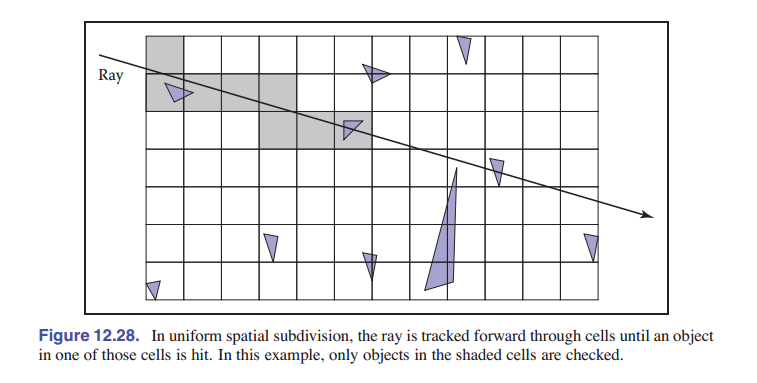 Ray
Figure 12.28. In uniform spatial subdivision, the ray is tracked forward through cells until an object
in one of those cells is hit. In this example, only objects in the shaded cells are checked.